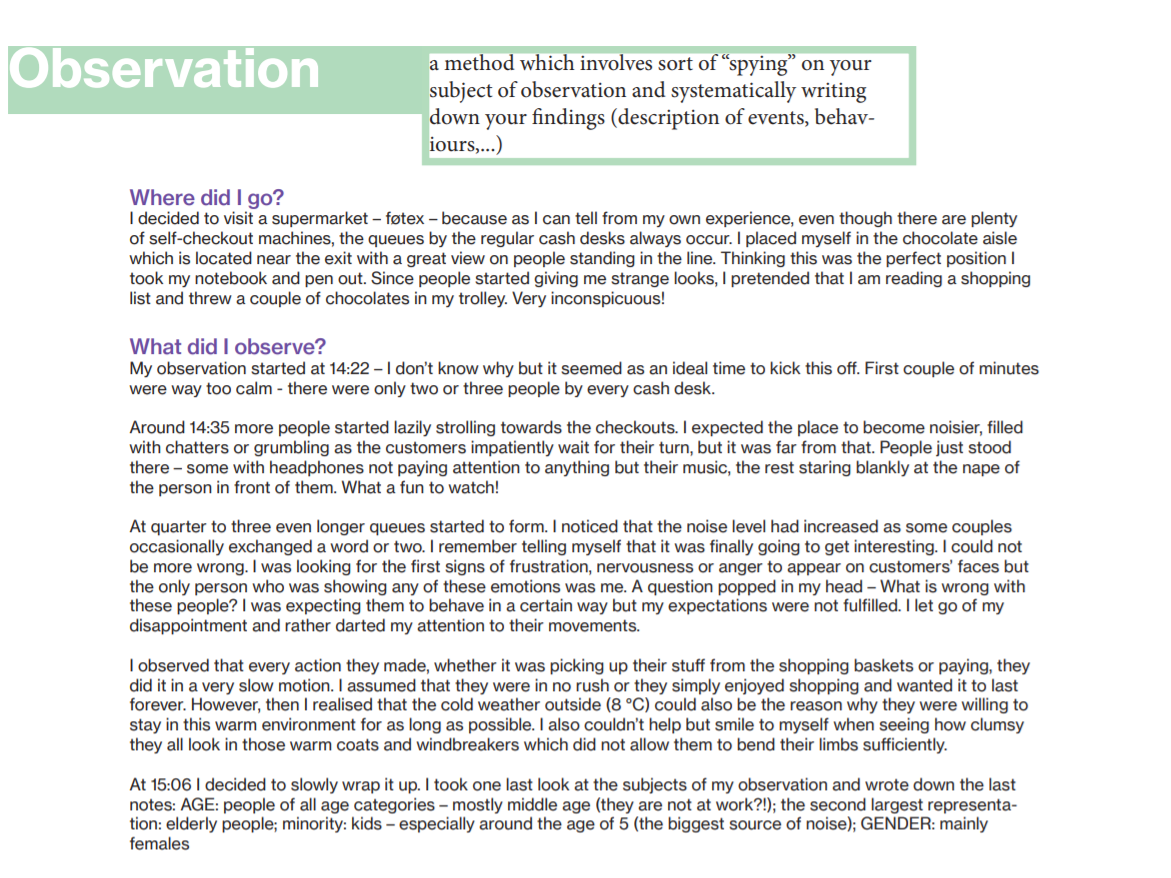 Observation
a method which involves sort of “spying” on your
subject of observation and systematically writing
down your findings (description of events, behav-
iours,...)
Where did I go?
I decided to visit a supermarket – føtex – because as I can tell from my own experience, even though there are plenty
of self-checkout machines, the queues by the regular cash desks always occur. I placed myself in the chocolate aisle
which is located near the exit with a great view on people standing in the line. Thinking this was the perfect position I
took my notebook and pen out. Since people started giving me strange looks, I pretended that I am reading a shopping
list and threw a couple of chocolates in my trolley. Very inconspicuous!
What did I observe?
My observation started at 14:22 – I don’t know why but it seemed as an ideal time to kick this off. First couple of minutes
were way too calm - there were only two or three people by every cash desk.
Around 14:35 more people started lazily strolling towards the checkouts. I expected the place to become noisier, filled
with chatters or grumbling as the customers impatiently wait for their turn, but it was far from that. People just stood
there – some with headphones not paying attention to anything but their music, the rest staring blankly at the nape of
the person in front of them. What a fun to watch!
At quarter to three even longer queues started to form. I noticed that the noise level had increased as some couples
occasionally exchanged a word or two. I remember telling myself that it was finally going to get interesting. I could not
be more wrong. I was looking for the first signs of frustration, nervousness or anger to appear on customers’ faces but
the only person who was showing any of these emotions was me. A question popped in my head – What is wrong with
these people? I was expecting them to behave in a certain way but my expectations were not fulfilled. I let go of my
disappointment and rather darted my attention to their movements.
I observed that every action they made, whether it was picking up their stuff from the shopping baskets or paying, they
did it in a very slow motion. I assumed that they were in no rush or they simply enjoyed shopping and wanted it to last
forever. However, then I realised that the cold weather outside (8 °C) could also be the reason why they were willing to
stay in this warm environment for as long as possible. I also couldn’t help but smile to myself when seeing how clumsy
they all look in those warm coats and windbreakers which did not allow them to bend their limbs sufficiently.
At 15:06 I decided to slowly wrap it up. I took one last look at the subjects of my observation and wrote down the last
notes: AGE: people of all age categories – mostly middle age (they are not at work?!); the second largest representa-
tion: elderly people; minority: kids – especially around the age of 5 (the biggest source of noise); GENDER: mainly
females